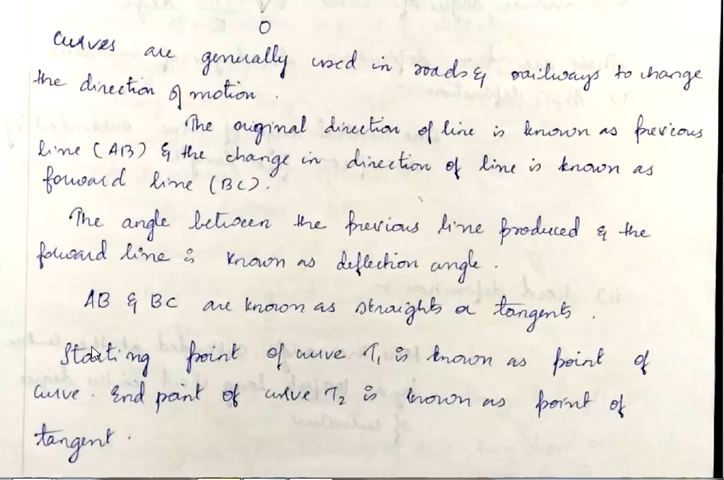 O
Curves are generally used in roads & railways to change
the direction of motion.
The original direction of line is known as previous
line (AB) & the change in direction of line is known as
forward line (BC).
The angle between the previous line produced & the
forward line is known as deflection angle.
AB & BC are known as straights or tangents.
Starting point of curve T₁ is known as point of
curve. End point of curve T₂ is known as point of
tangent.